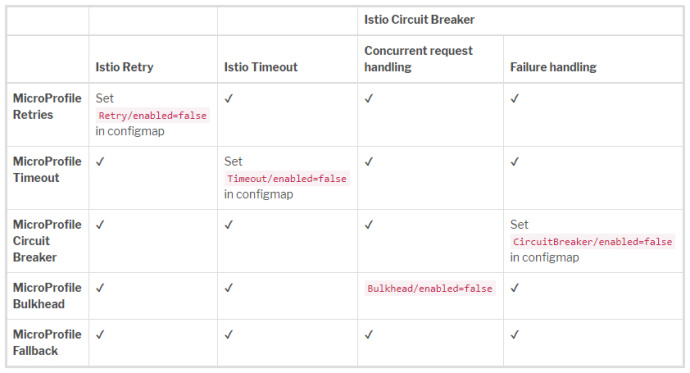 Istio Circuit Breaker
Istio Retry
Istio Timeout
Concurrent request
handling
Failure handling
MicroProfile
Retries
Set
Retry/enabled=false
in configmap
✓
✓
✓
MicroProfile
Timeout
✓
Set
Timeout/enabled=false
in configmap
✓
✓
MicroProfile
Circuit
Breaker
✓
✓
✓
Set
CircuitBreaker/enabled=false
in configmap
MicroProfile
Bulkhead
✓
✓
Bulkhead/enabled=false
✓
MicroProfile
Fallback
✓
✓
✓
✓